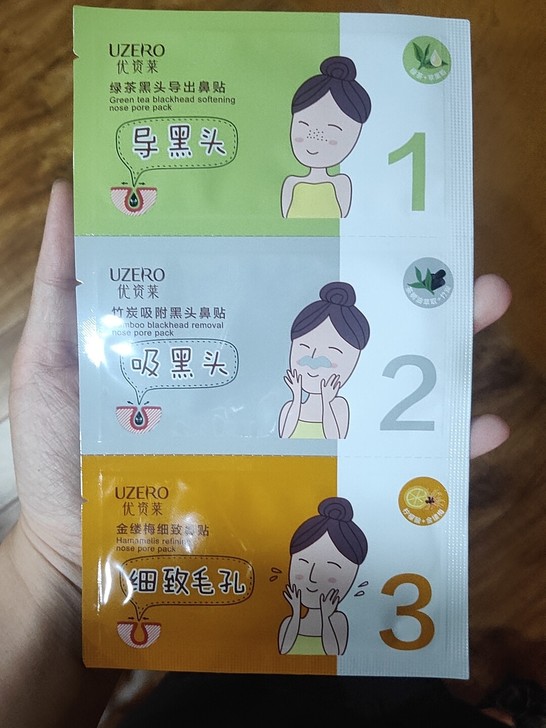 UZERO
优资莱
绿茶黑头导出鼻贴
Green tea blackhead softening
nose pore pack
导黑头
1
UZERO
优资莱
竹炭吸附黑头鼻贴
blackhead removal
nose pore pack
吸黑头
2
UZERO
优资莱
金缕梅细致鼻贴
Hamamelis refining
nose pore pack
细致毛孔
3